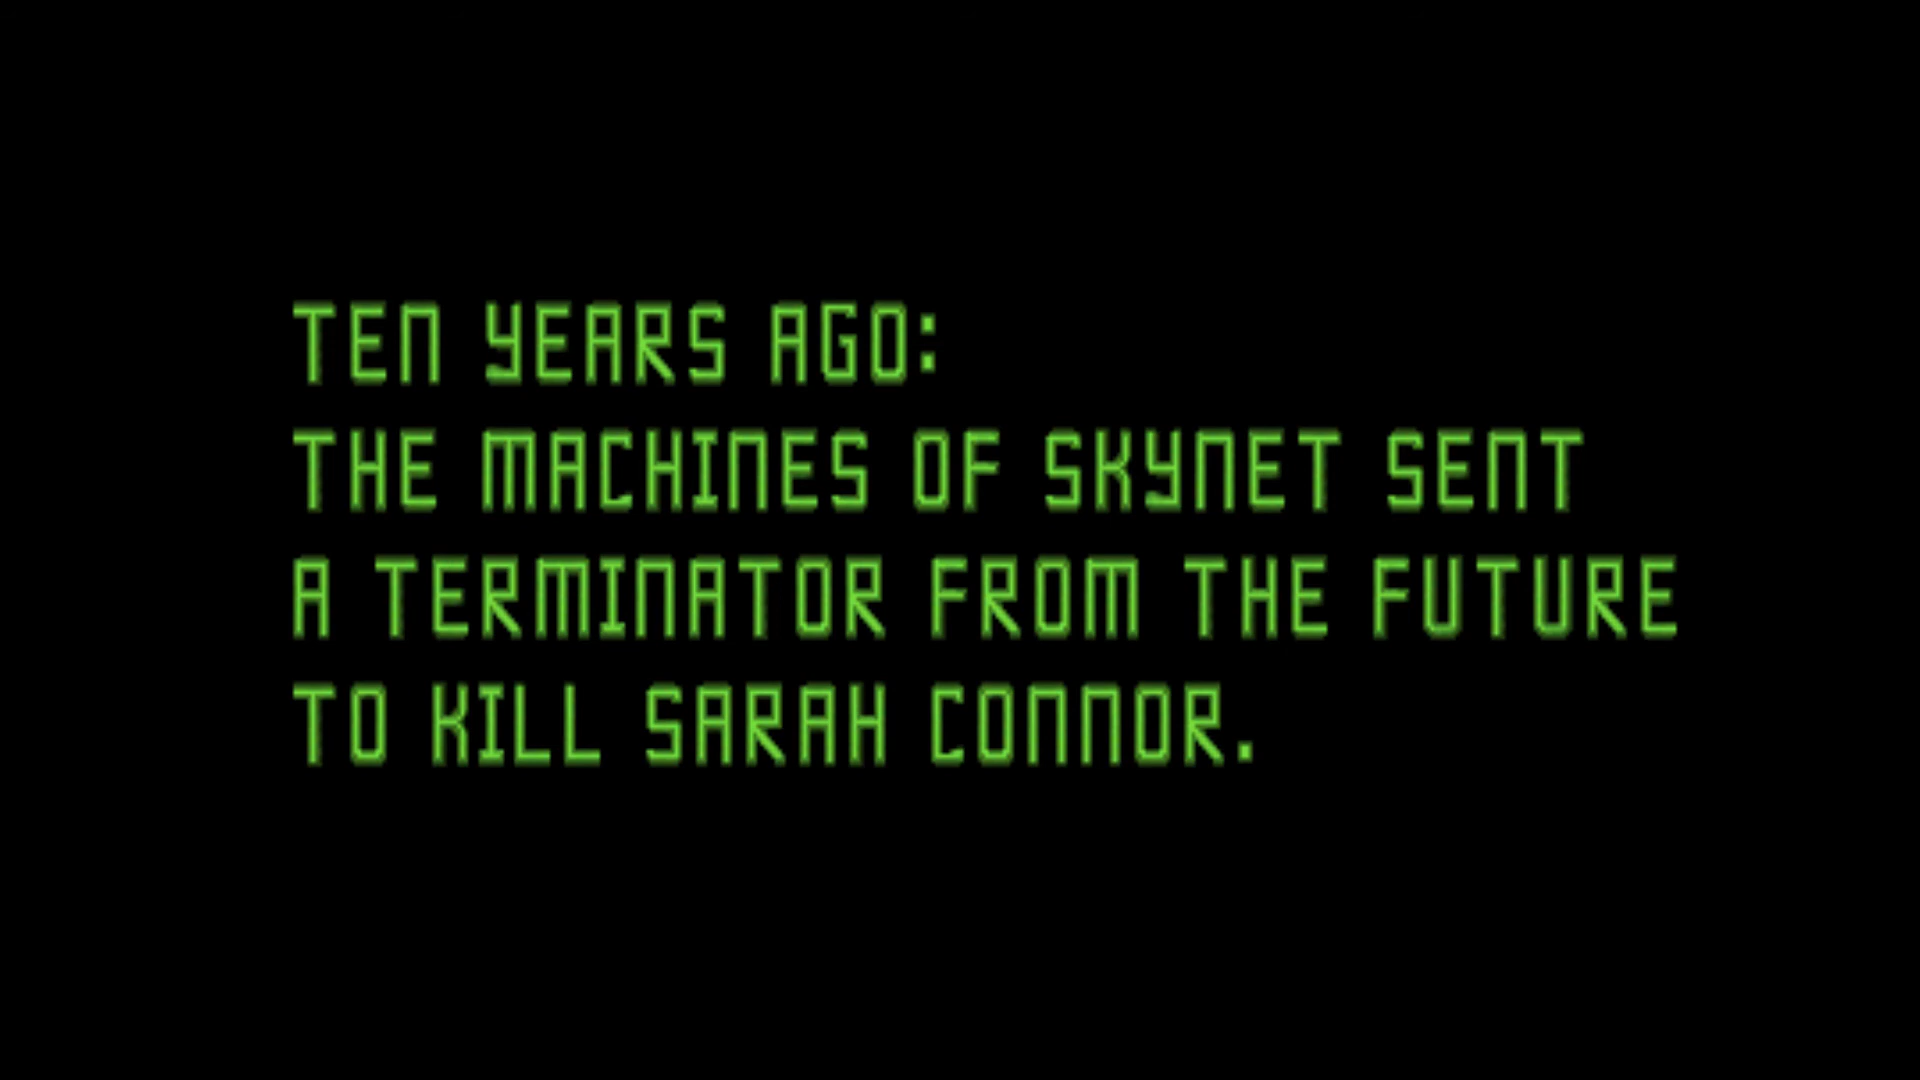 TEN YEARS AGO:
THE MACHINES OF SKYNET SENT
A TERMINATOR FROM THE FUTURE
TO KILL SARAH CONNOR.